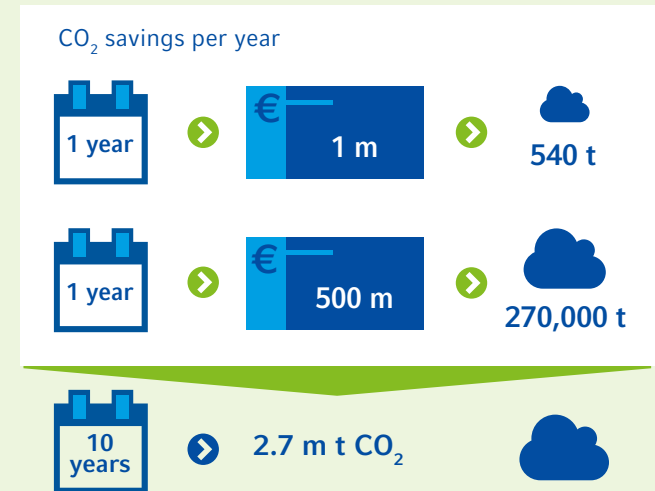 CO₂ savings per year
1 year
€
1 m
540 t
1 year
€
500 m
270,000 t
10
years
2.7 m t CO₂